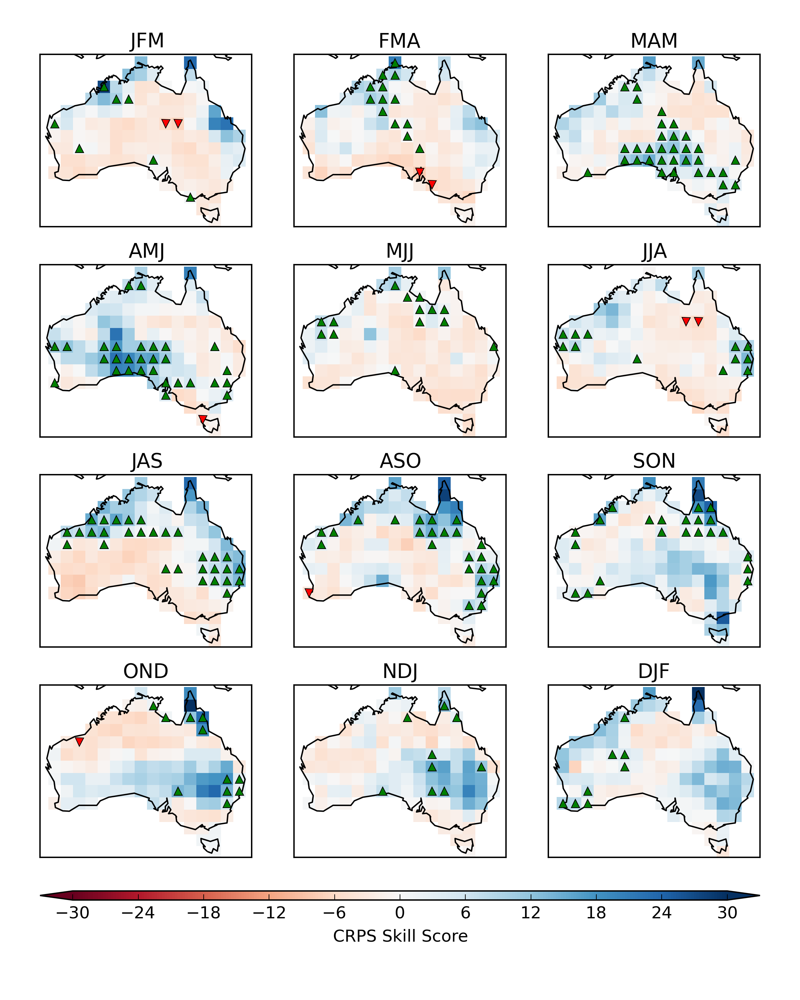 JFM FMA MAM
AMJ MJJ JJA
JAS ASO SON
OND NDJ DJF
−30 −24 −18 −12 −6 0 6 12 18 24 30
CRPS Skill Score